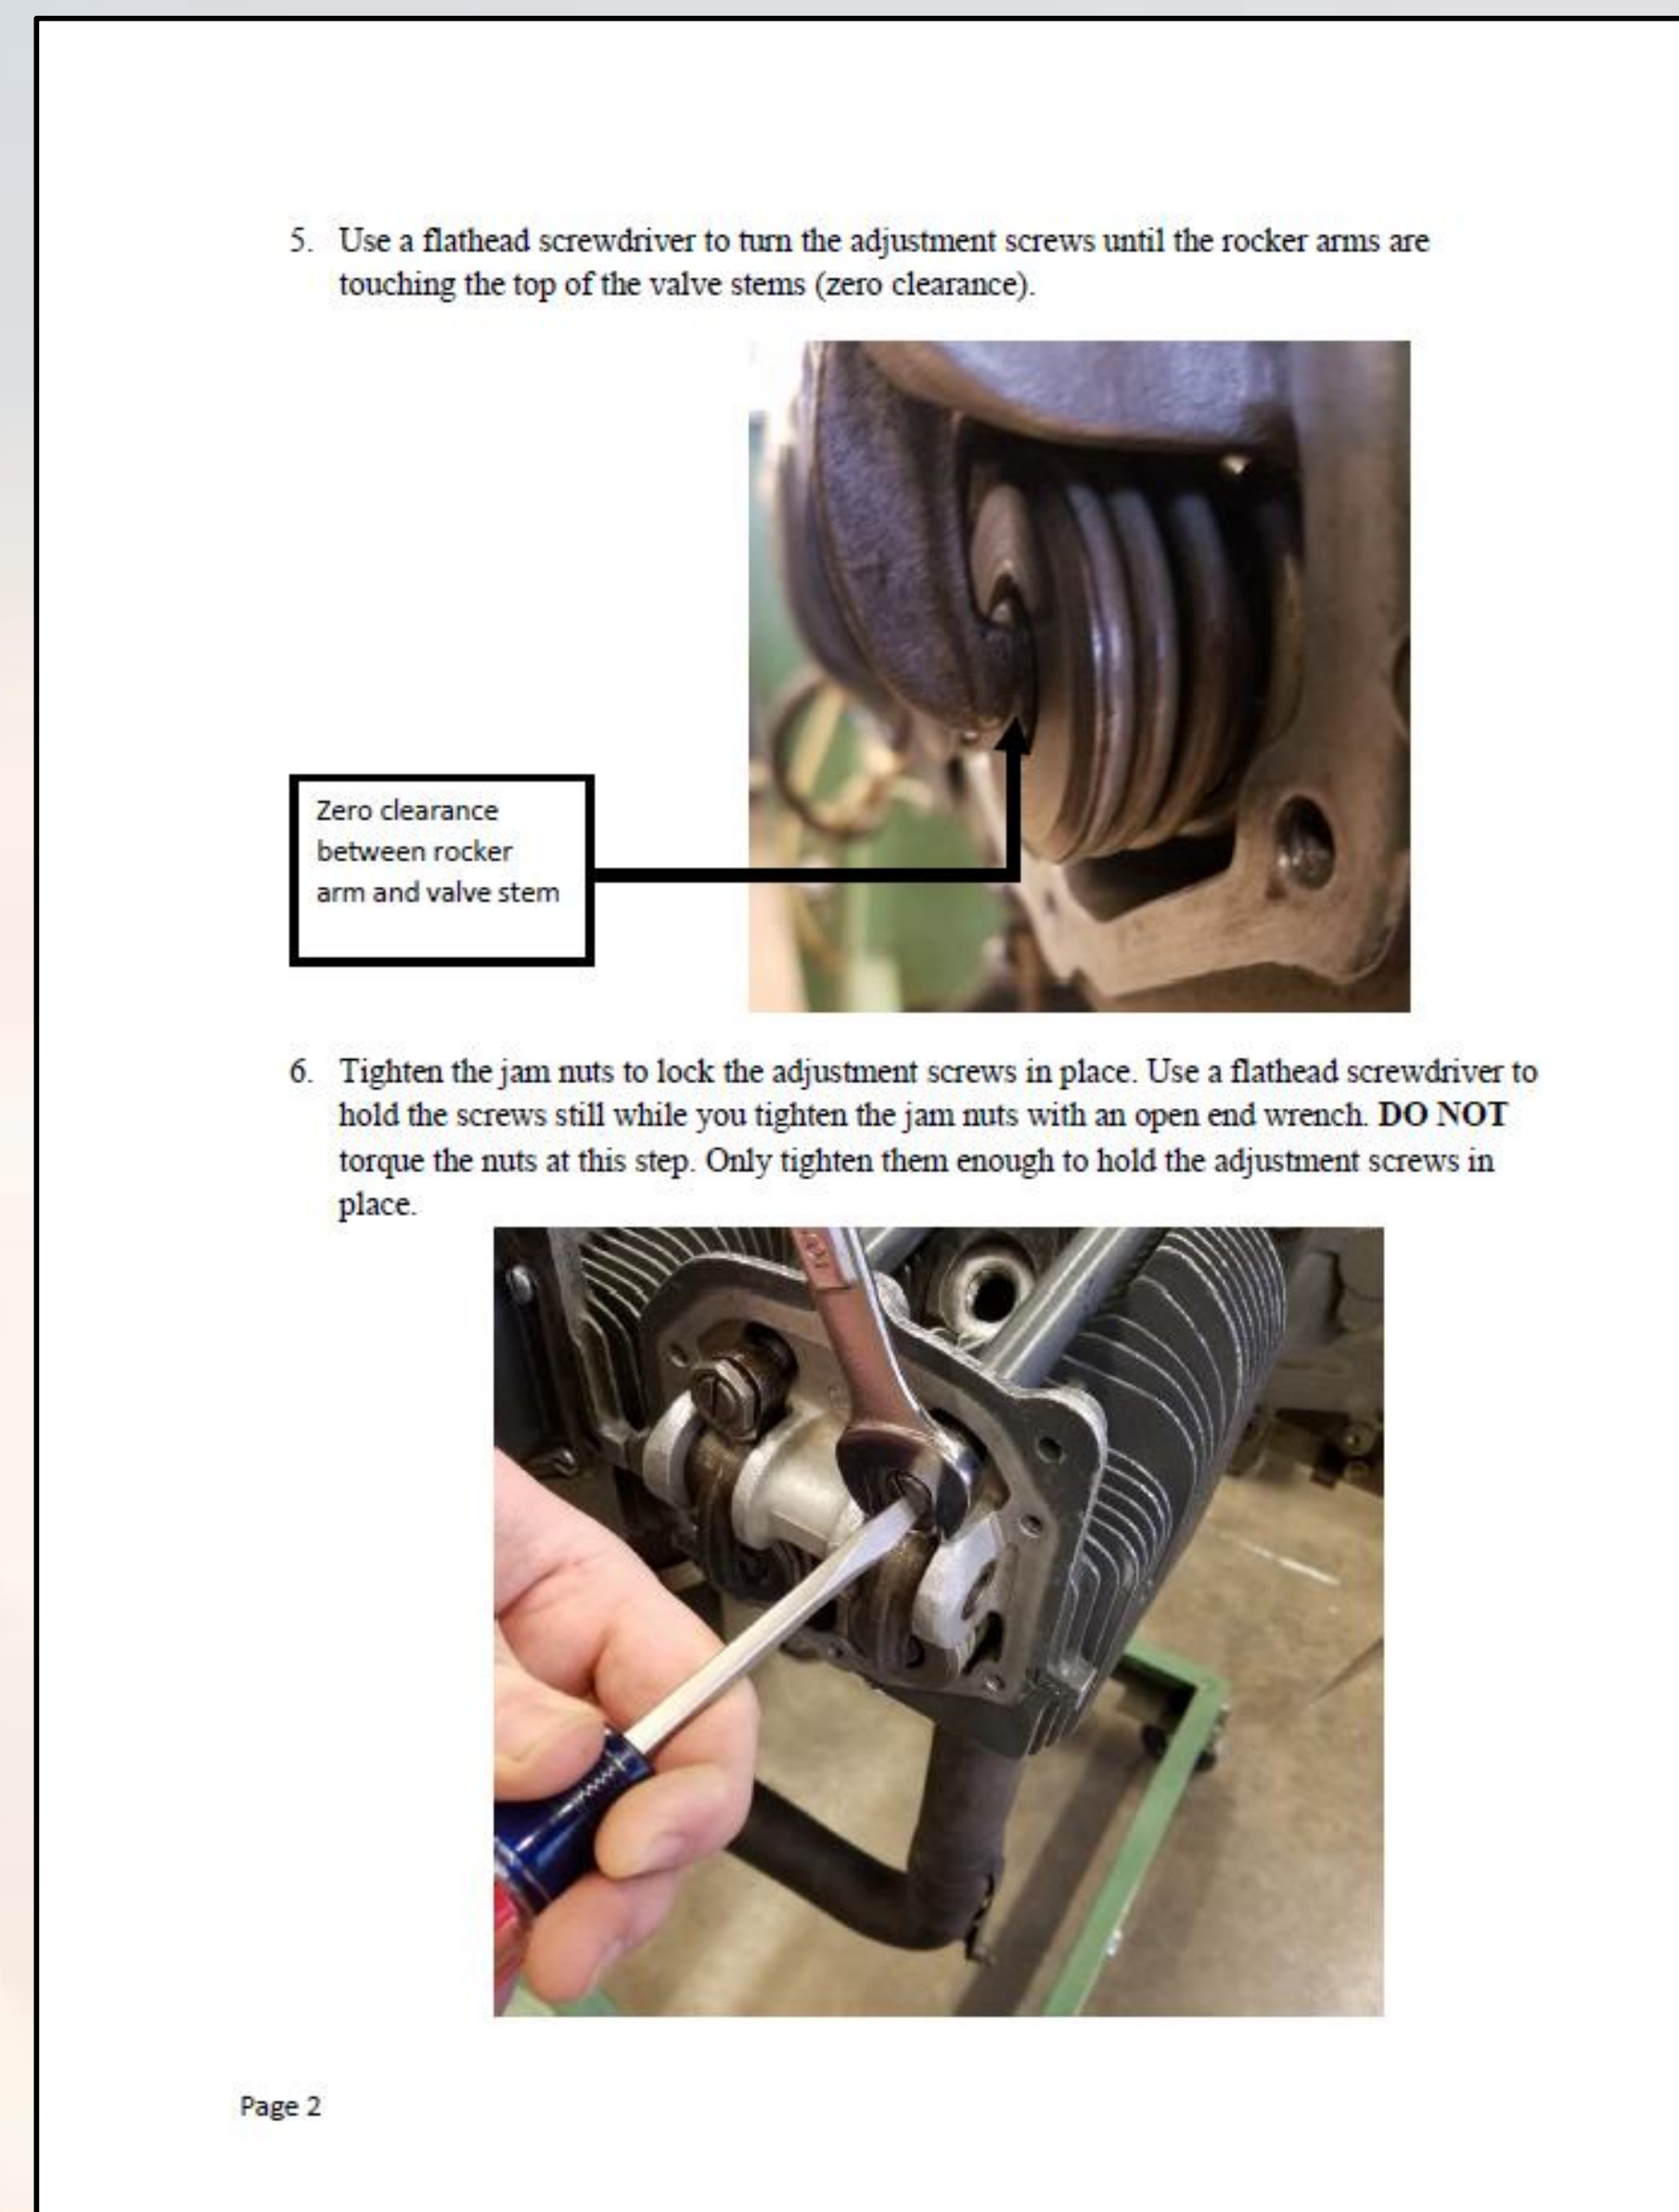 5. Use a flathead screwdriver to turn the adjustment screws until the rocker arms are
touching the top of the valve stems (zero clearance).
Zero clearance
between rocker
arm and valve stem
6. Tighten the jam nuts to lock the adjustment screws in place. Use a flathead screwdriver to
hold the screws still while you tighten the jam nuts with an open end wrench. DO NOT
torque the nuts at this step. Only tighten them enough to hold the adjustment screws in
place.
Page 2